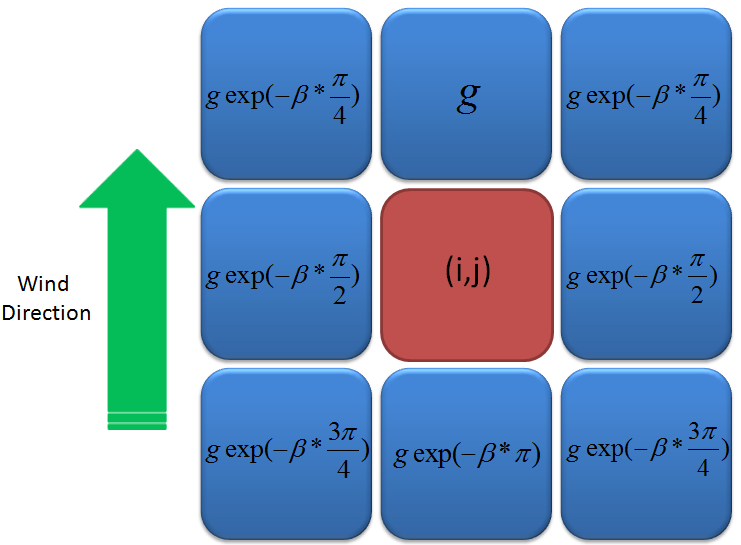 g exp(−β * π/4)
g
g exp(−β * π/4)
g exp(−β * π/2)
(i,j)
g exp(−β * π/2)
Wind
Direction
g exp(−β * 3π/4)
g exp(−β * π)
g exp(−β * 3π/4)